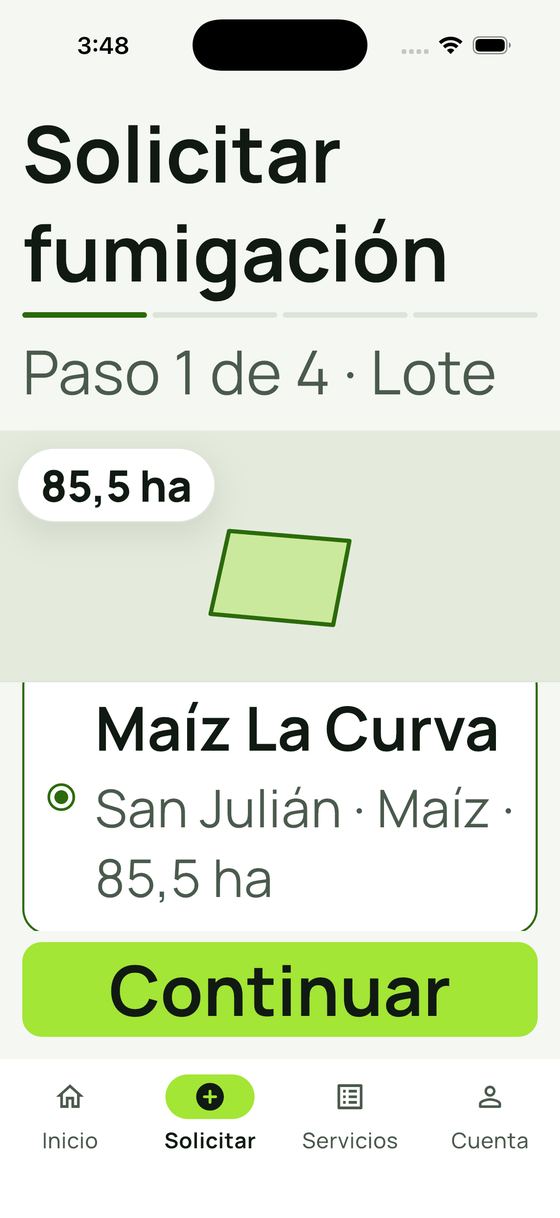 3:48
Solicitar
fumigación
Paso 1 de 4 · Lote
85,5 ha
Maíz La Curva
San Julián · Maíz ·
85,5 ha
Continuar
Inicio
Solicitar
Servicios
Cuenta